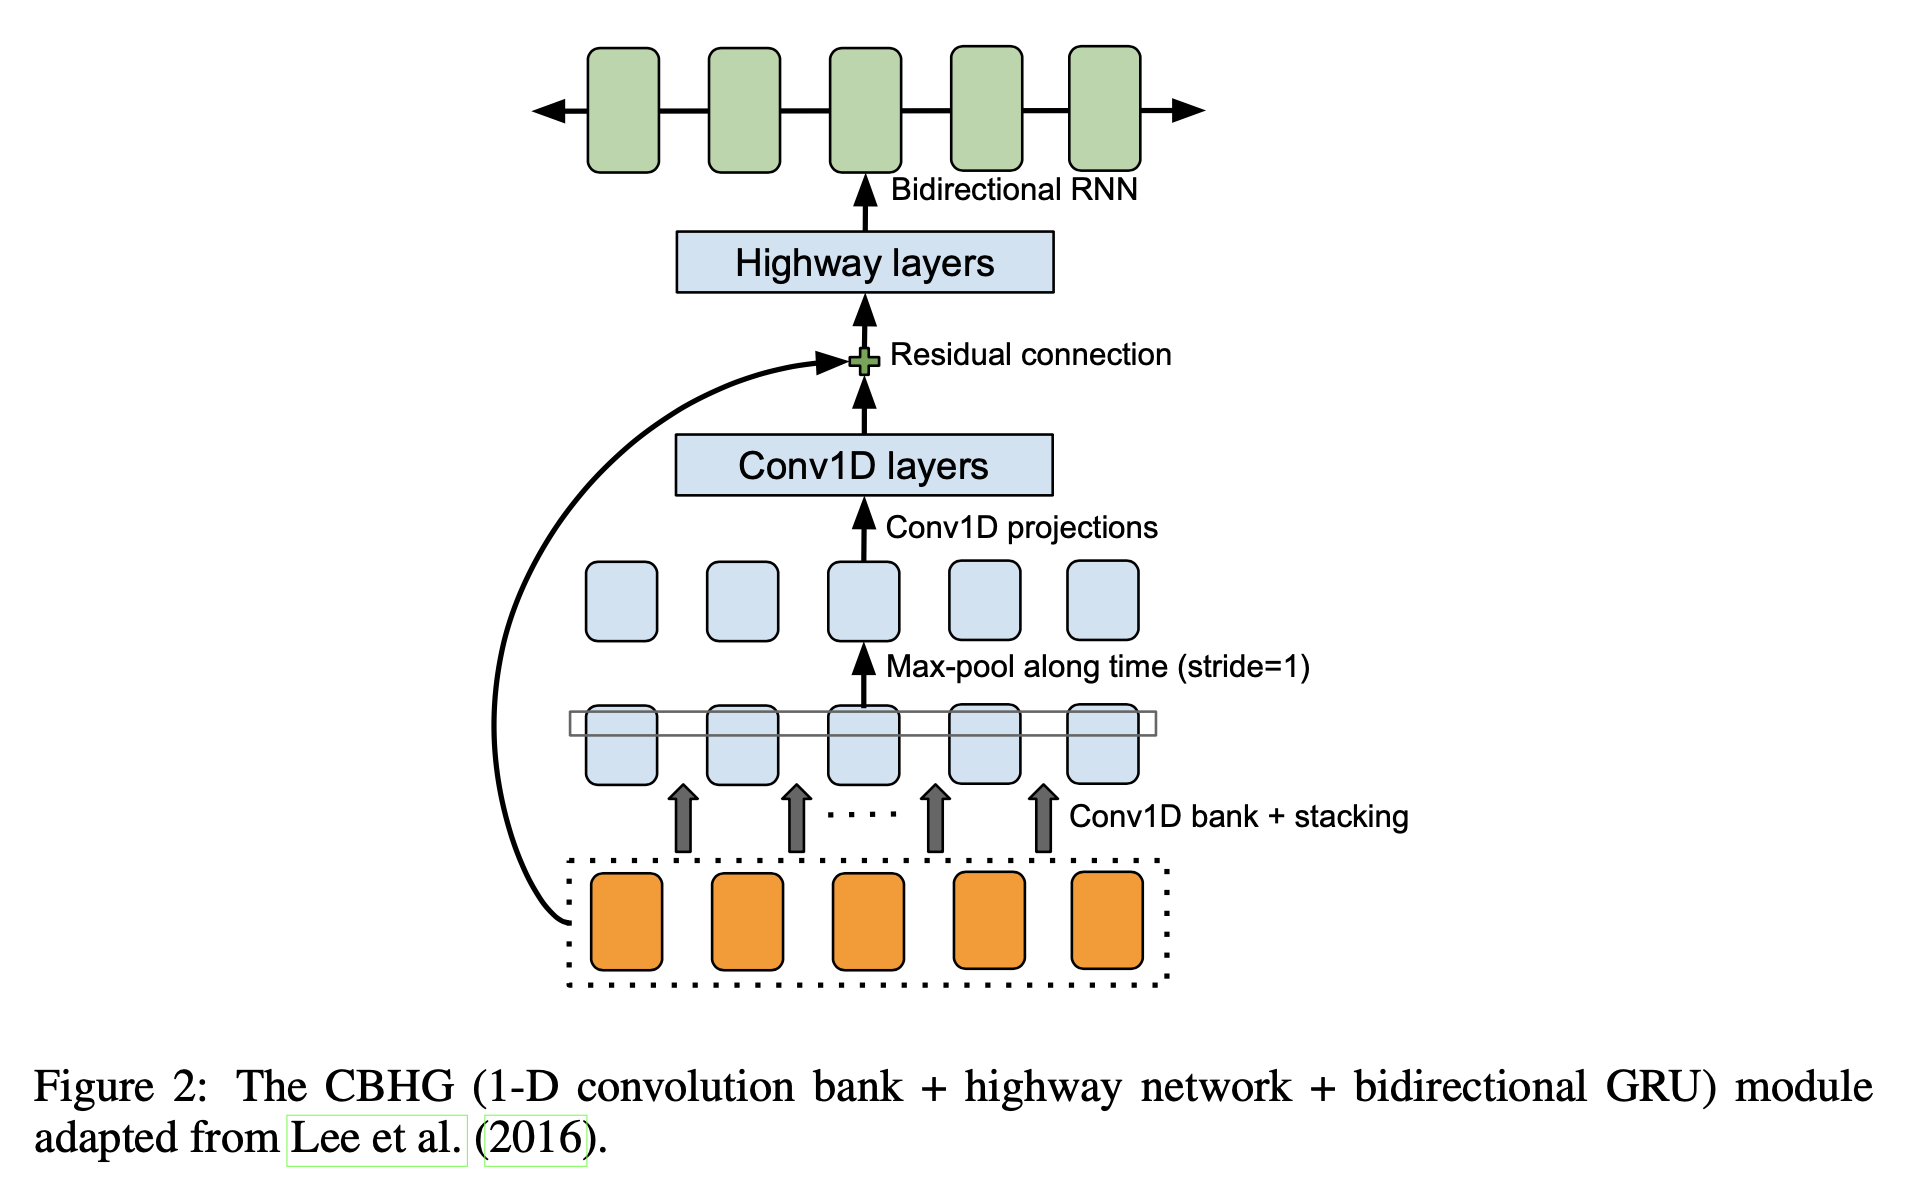 Bidirectional RNN
Highway layers
Residual connection
Conv1D layers
Conv1D projections
Max-pool along time (stride=1)
Conv1D bank + stacking
Figure 2: The CBHG (1-D convolution bank + highway network + bidirectional GRU) module
adapted from Lee et al. (2016).